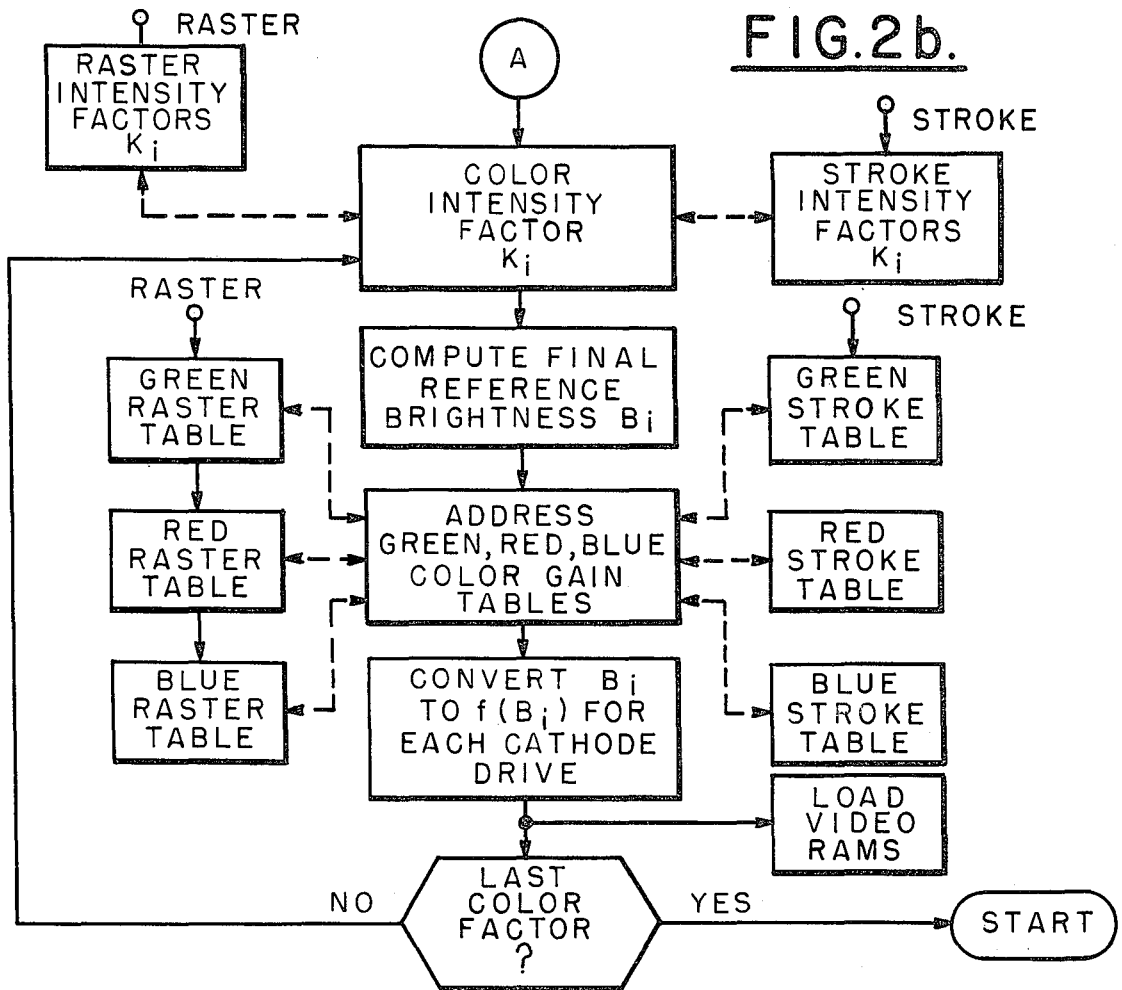 FIG.2b.
RASTER
RASTER
INTENSITY
FACTORS
Ki
A
STROKE
COLOR
INTENSITY
FACTOR
Ki
STROKE
INTENSITY
FACTORS
Ki
RASTER
STROKE
GREEN
RASTER
TABLE
COMPUTE FINAL
REFERENCE
BRIGHTNESS Bi
GREEN
STROKE
TABLE
RED
RASTER
TABLE
ADDRESS
GREEN, RED, BLUE
COLOR GAIN
TABLES
RED
STROKE
TABLE
BLUE
RASTER
TABLE
CONVERT Bi
TO f(Bi) FOR
EACH CATHODE
DRIVE
BLUE
STROKE
TABLE
LOAD
VIDEO
RAMS
NO
LAST
COLOR
FACTOR
?
YES
START